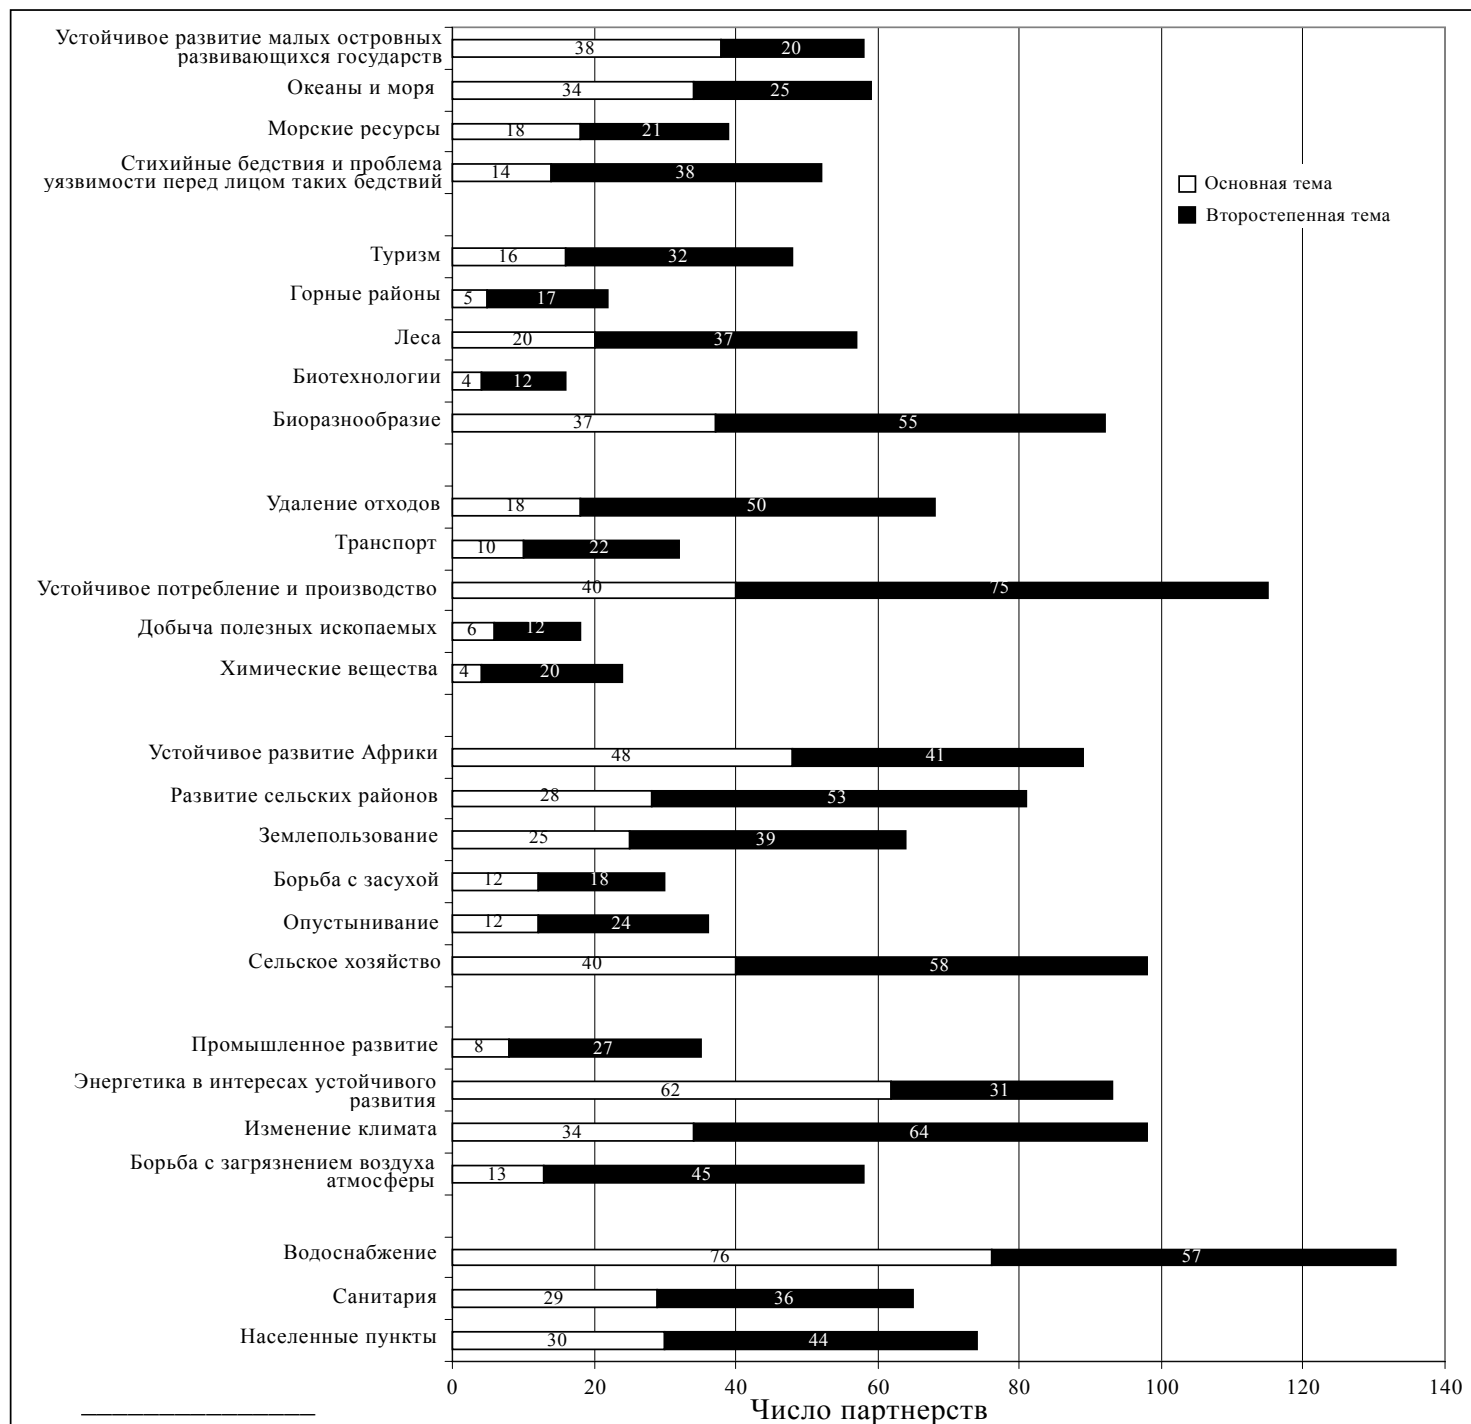 Устойчивое развитие малых островных
развивающихся государств
38 20
Океаны и моря
34 25
Морские ресурсы
18 21
Стихийные бедствия и проблема
уязвимости перед лицом таких бедствий
14 38
Основная тема
Второстепенная тема
Туризм
16 32
Горные районы
5 17
Леса
20 37
Биотехнологии
4 12
Биоразнообразие
37 55
Удаление отходов
18 50
Транспорт
10 22
Устойчивое потребление и производство
40 75
Добыча полезных ископаемых
6 12
Химические вещества
4 20
Устойчивое развитие Африки
48 41
Развитие сельских районов
28 53
Землепользование
25 39
Борьба с засухой
12 18
Опустынивание
12 24
Сельское хозяйство
40 58
Промышленное развитие
8 27
Энергетика в интересах устойчивого
развития
62 31
Изменение климата
34 64
Борьба с загрязнением воздуха
атмосферы
13 45
Водоснабжение
76 57
Санитария
29 36
Населенные пункты
30 44
0 20 40 60 80 100 120 140
Число партнерств